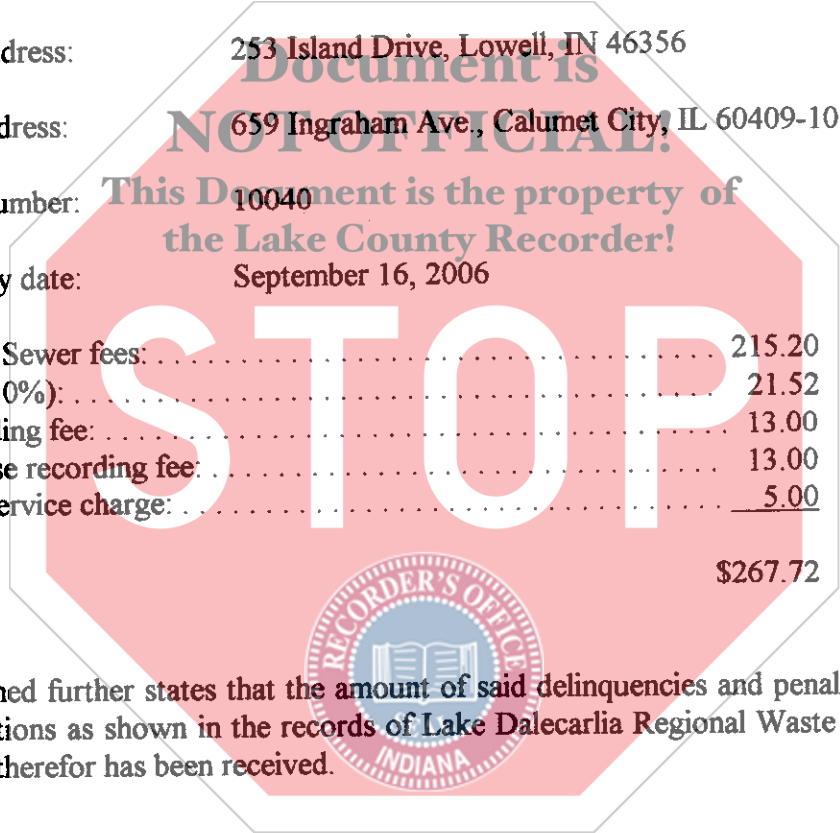 dress: 253 Island Drive, Lowell, IN 46356
Document is
dress: 659 Ingraham Ave., Calumet City, IL 60409-10
NOT OFFICIAL!
umber: 10040
This Document is the property of
the Lake County Recorder!
y date: September 16, 2006
STOP
Sewer fees: 215.20
0%): 21.52
ling fee: 13.00
se recording fee: 13.00
ervice charge: 5.00
$267.72
RECORDER'S OFFICE
ned further states that the amount of said delinquencies and penal
tions as shown in the records of Lake Dalecarlia Regional Waste
INDIANA
therefor has been received.